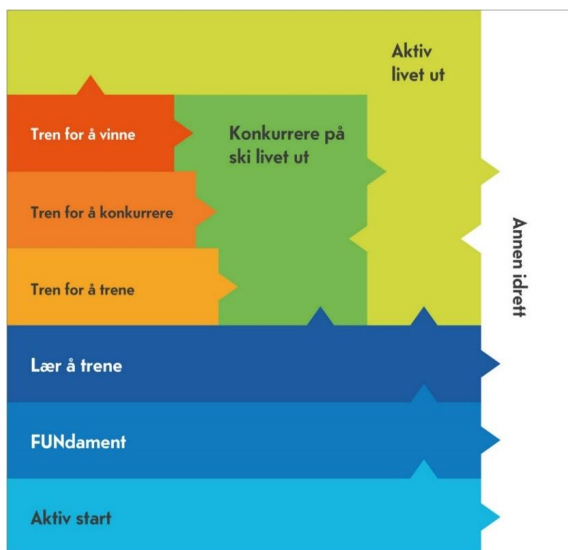 Aktiv
livet ut
Tren for å vinne
Konkurrere på
ski livet ut
Tren for å konkurrere
Tren for å trene
Annen idrett
Lær å trene
FUNdament
Aktiv start